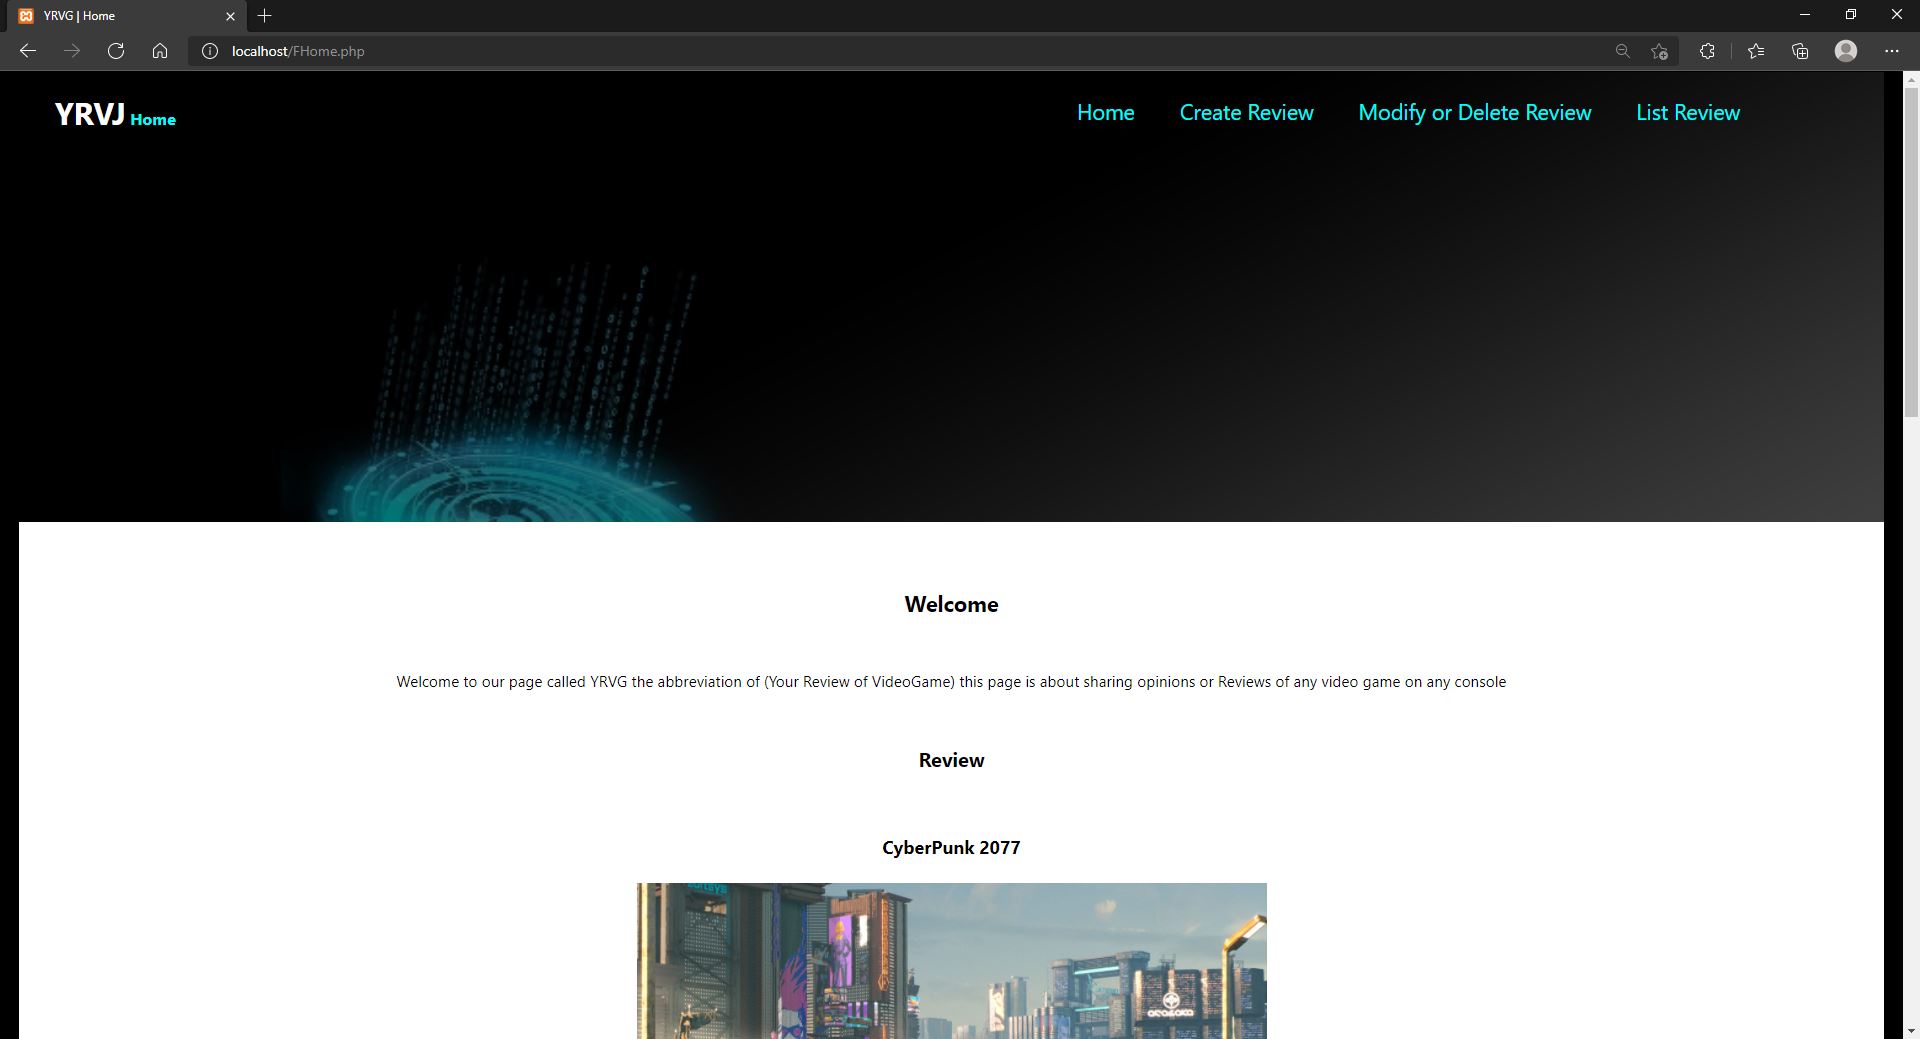 YRVG | Home
localhost/FHome.php
YRVJ Home
Home Create Review Modify or Delete Review List Review
Welcome
Welcome to our page called YRVG the abbreviation of (Your Review of VideoGame) this page is about sharing opinions or Reviews of any video game on any console
Review
CyberPunk 2077
arasaka